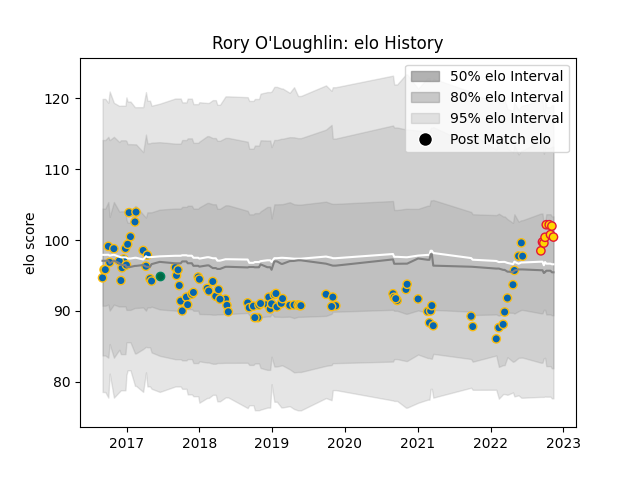 Rory O'Loughlin: elo History
50% elo Interval
80% elo Interval
95% elo Interval
Post Match elo
elo score
120
110
100
90
80
2017 2018 2019 2020 2021 2022 2023